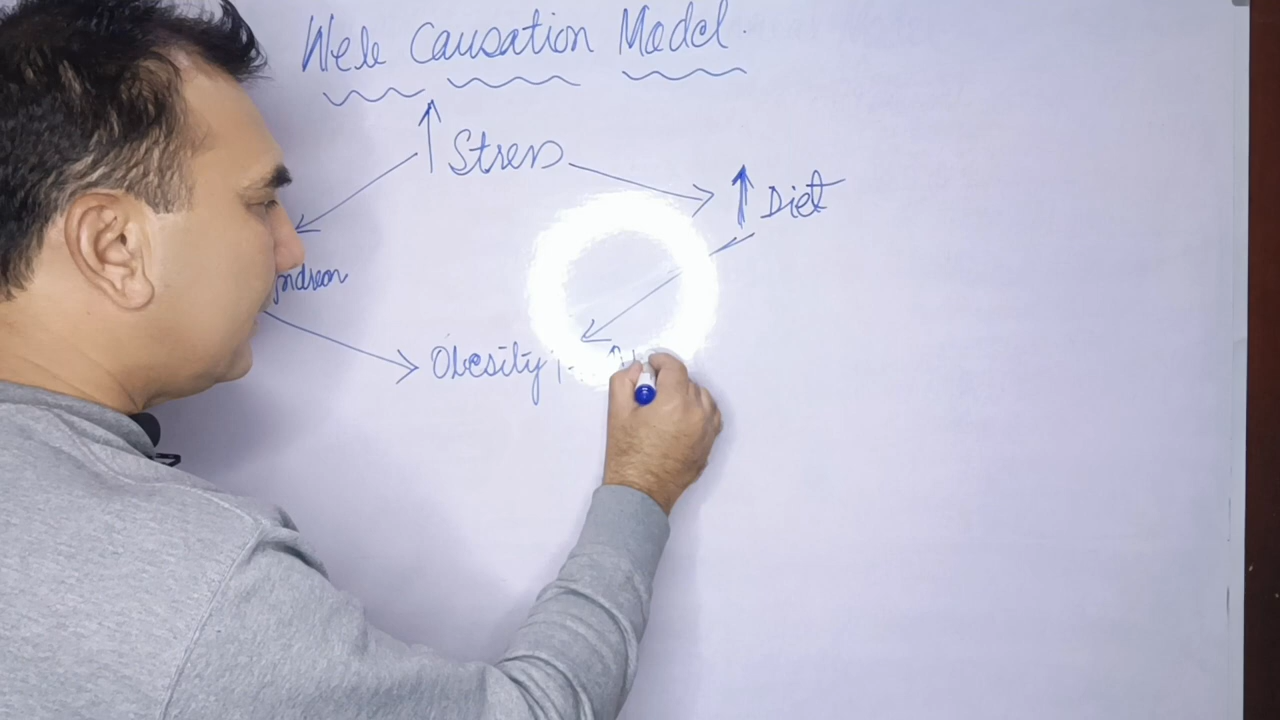 Web Causation Model.
↑ Stress
↑ Diet
Obesity